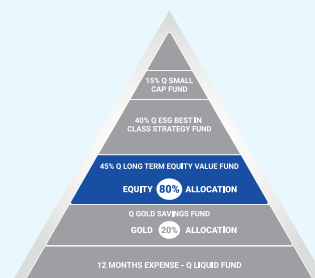 15% Q SMALL
CAP FUND
40% Q ESG BEST IN
CLASS STRATEGY FUND
45% Q LONG TERM EQUITY VALUE FUND
EQUITY 80% ALLOCATION
Q GOLD SAVINGS FUND
GOLD 20% ALLOCATION
12 MONTHS EXPENSE - Q LIQUID FUND